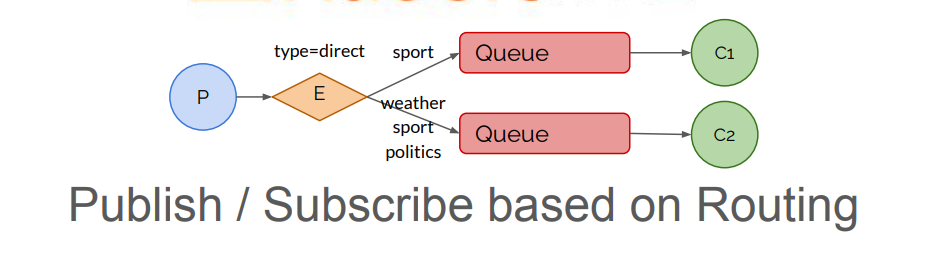 type=direct
sport
Queue
C1
P
E
weather
sport
politics
Queue
C2
Publish / Subscribe based on Routing